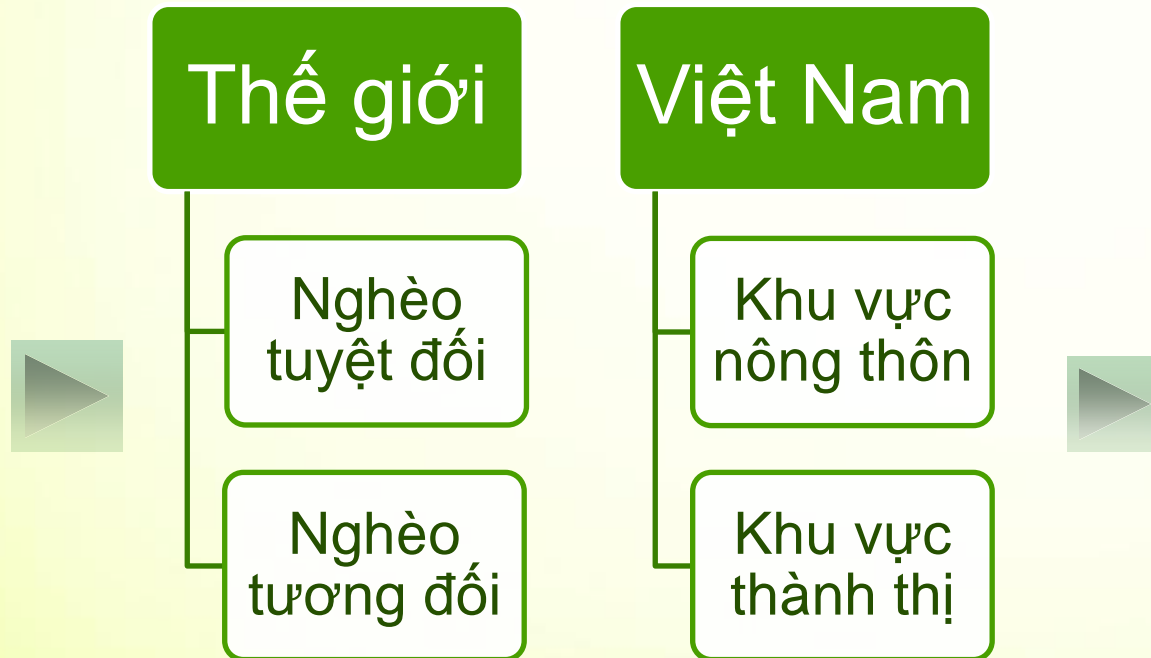 Thế giới
Nghèo
tuyệt đối
Nghèo
tương đối
Việt Nam
Khu vực
nông thôn
Khu vực
thành thị